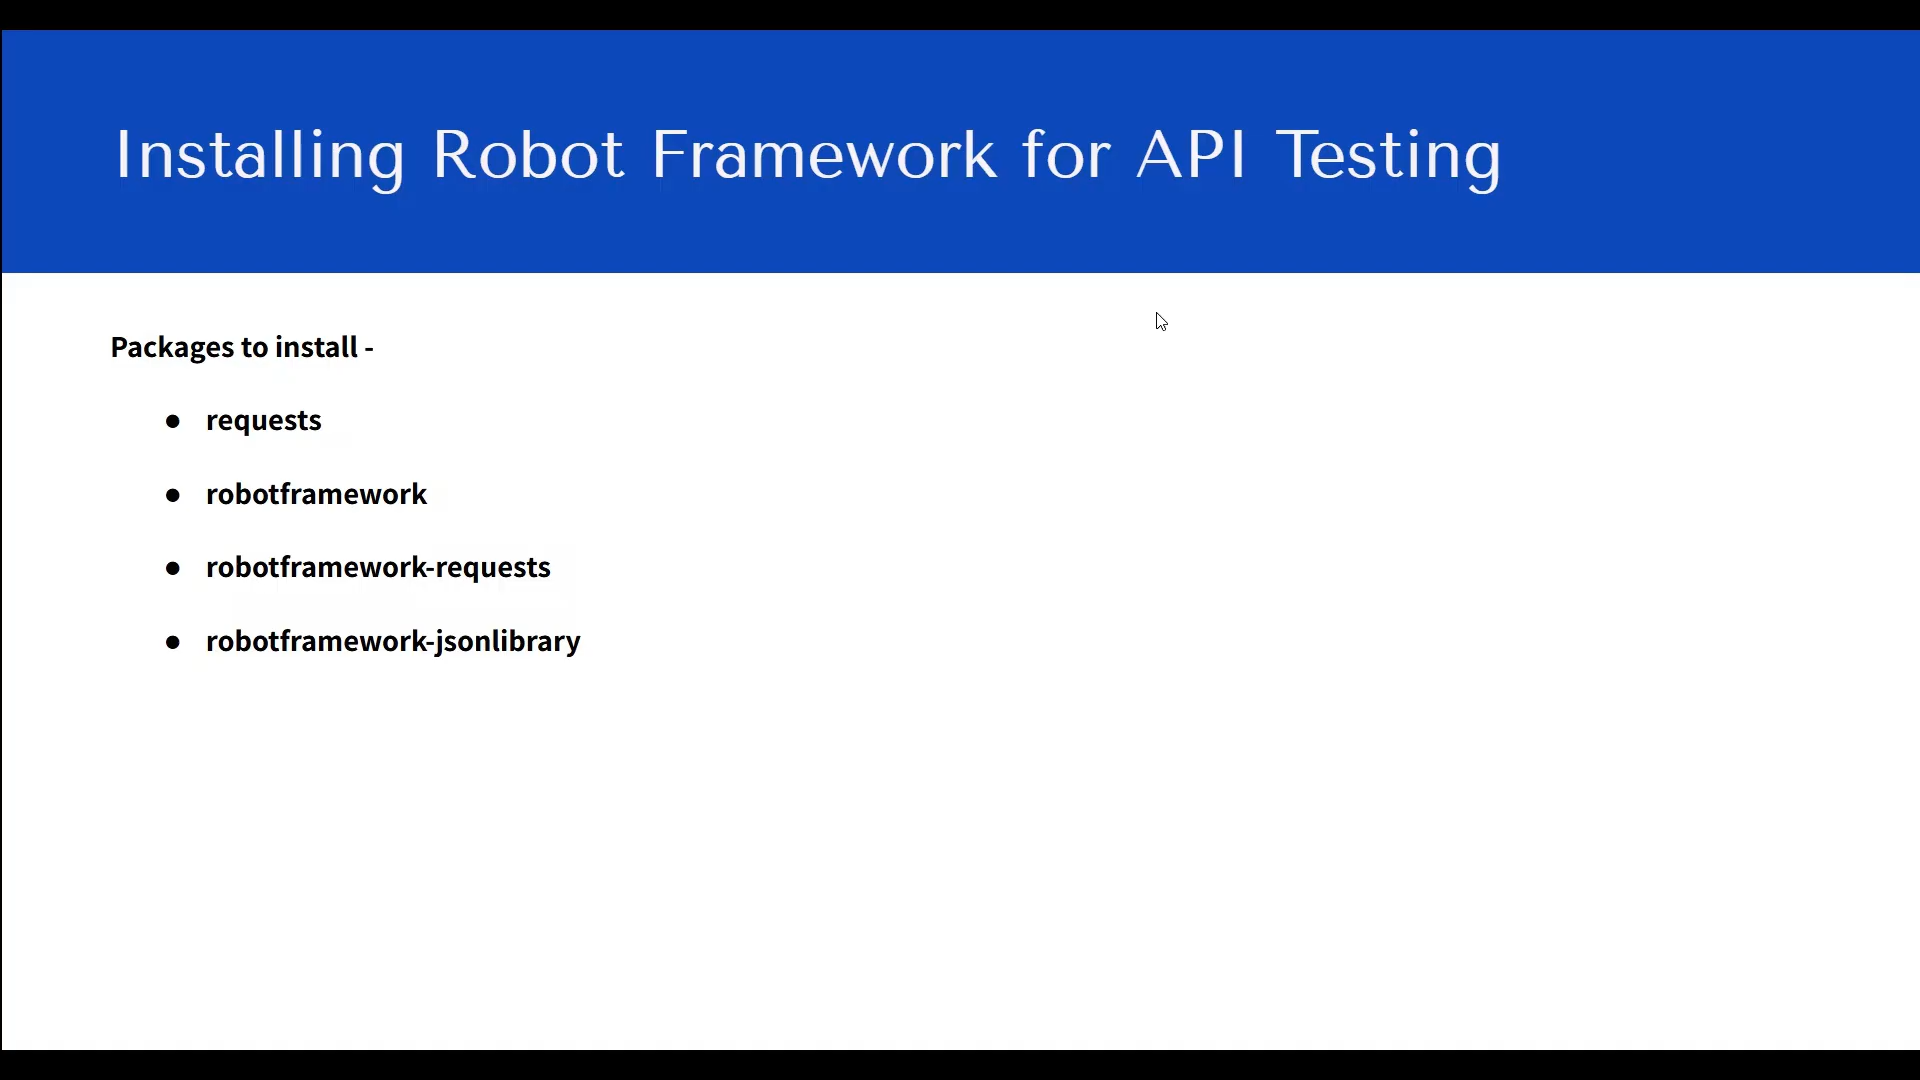 Installing Robot Framework for API Testing
Packages to install -
● requests
● robotframework
● robotframework-requests
● robotframework-jsonlibrary